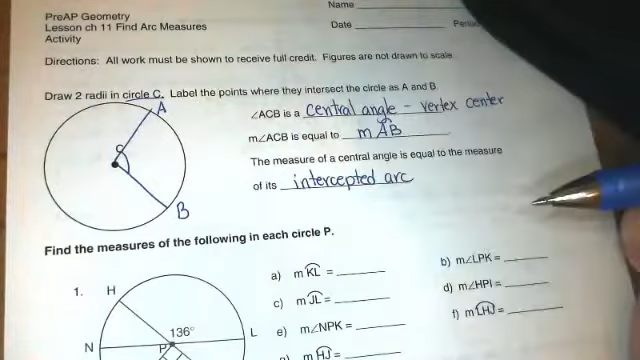 Name
PreAP Geometry
Lesson ch 11 Find Arc Measures
Date
Activity
Directions: All work must be shown to receive full credit. Figures are not drawn to scale
Draw 2 radii in circle C. Label the points where they intersect the circle as A and B
A
∠ACB is a central angle - vertex center
m∠ACB is equal to mAB
C
The measure of a central angle is equal to the measure
of its intercepted arc
B
Find the measures of the following in each circle P.
a) mKL =
b) m∠LPK =
1.
H
c) mJL =
d) m∠HPJ =
136°
L
e) m∠NPK =
f) mLHJ =
N
P
mHJ =